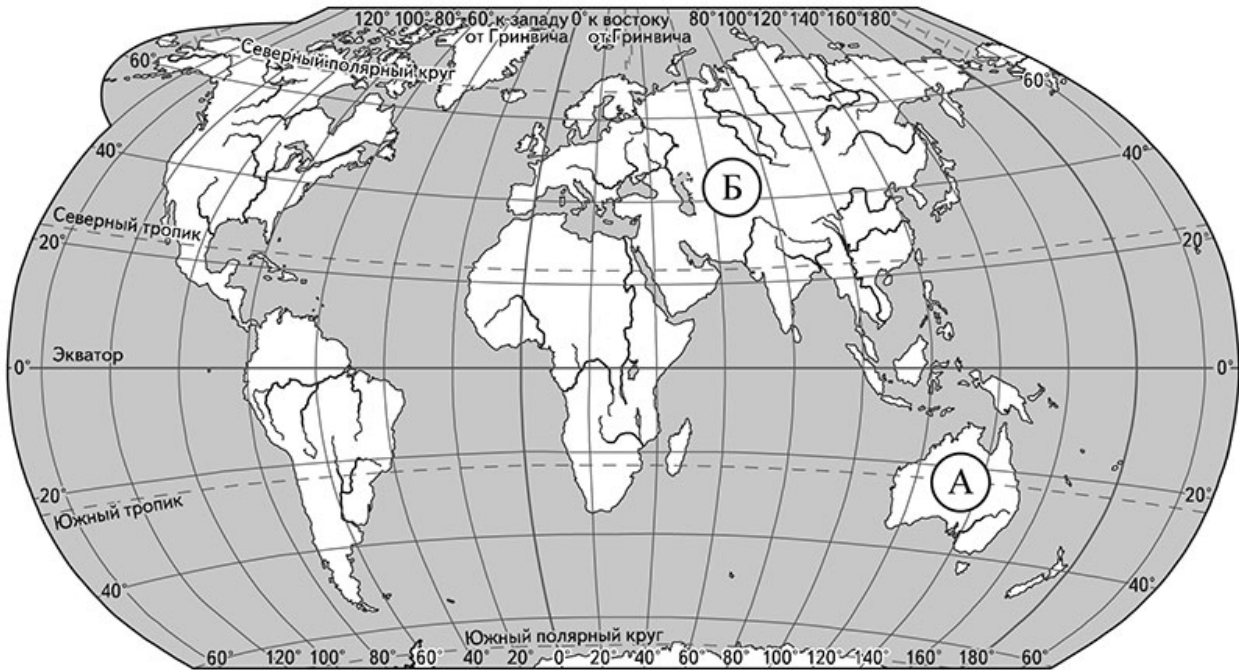 120° 100° 80° 60° к западу 0° к востоку 80° 100° 120° 140° 160° 180°
от Гринвича от Гринвича
Северный полярный круг
60° 60°
40° 40°
Б
Северный тропик
20° 20°
Экватор
0° 0°
А
20° 20°
Южный тропик
40° 40°
Южный полярный круг
60° 80° 100° 120° 100° 80° 60° 40° 20° 0° 20° 40° 60° 80° 100° 120° 140° 160° 180° 60°